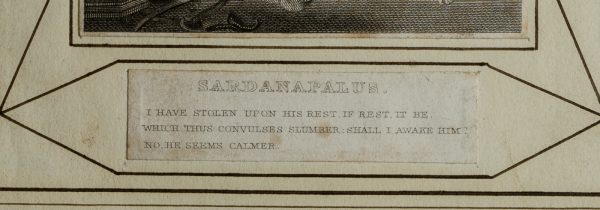 SARDANAPALUS.
I HAVE STOLEN UPON HIS REST, IF REST, IT BE,
WHICH THUS CONVULSES SLUMBER: SHALL I AWAKE HIM?
NO, HE SEEMS CALMER.